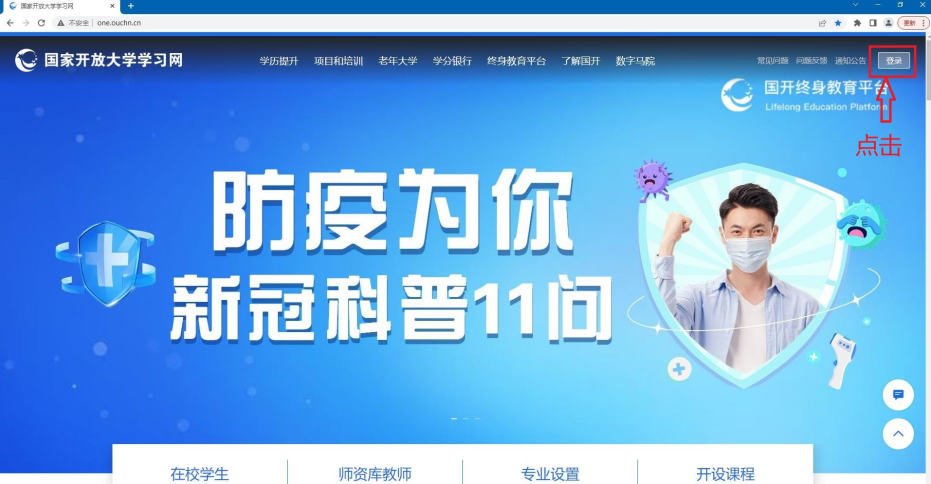 国家开放大学学习网
不安全 one.ouchn.cn
更新
国家开放大学学习网
学历提升 项目和培训 老年大学 学分银行 终身教育平台 了解国开 数字马院
常见问题 问题反馈 通知公告 登录
国开终身教育平台
Lifelong Education Platform
点击
防疫为你
新冠科普11问
在校学生 师资库教师 专业设置 开设课程